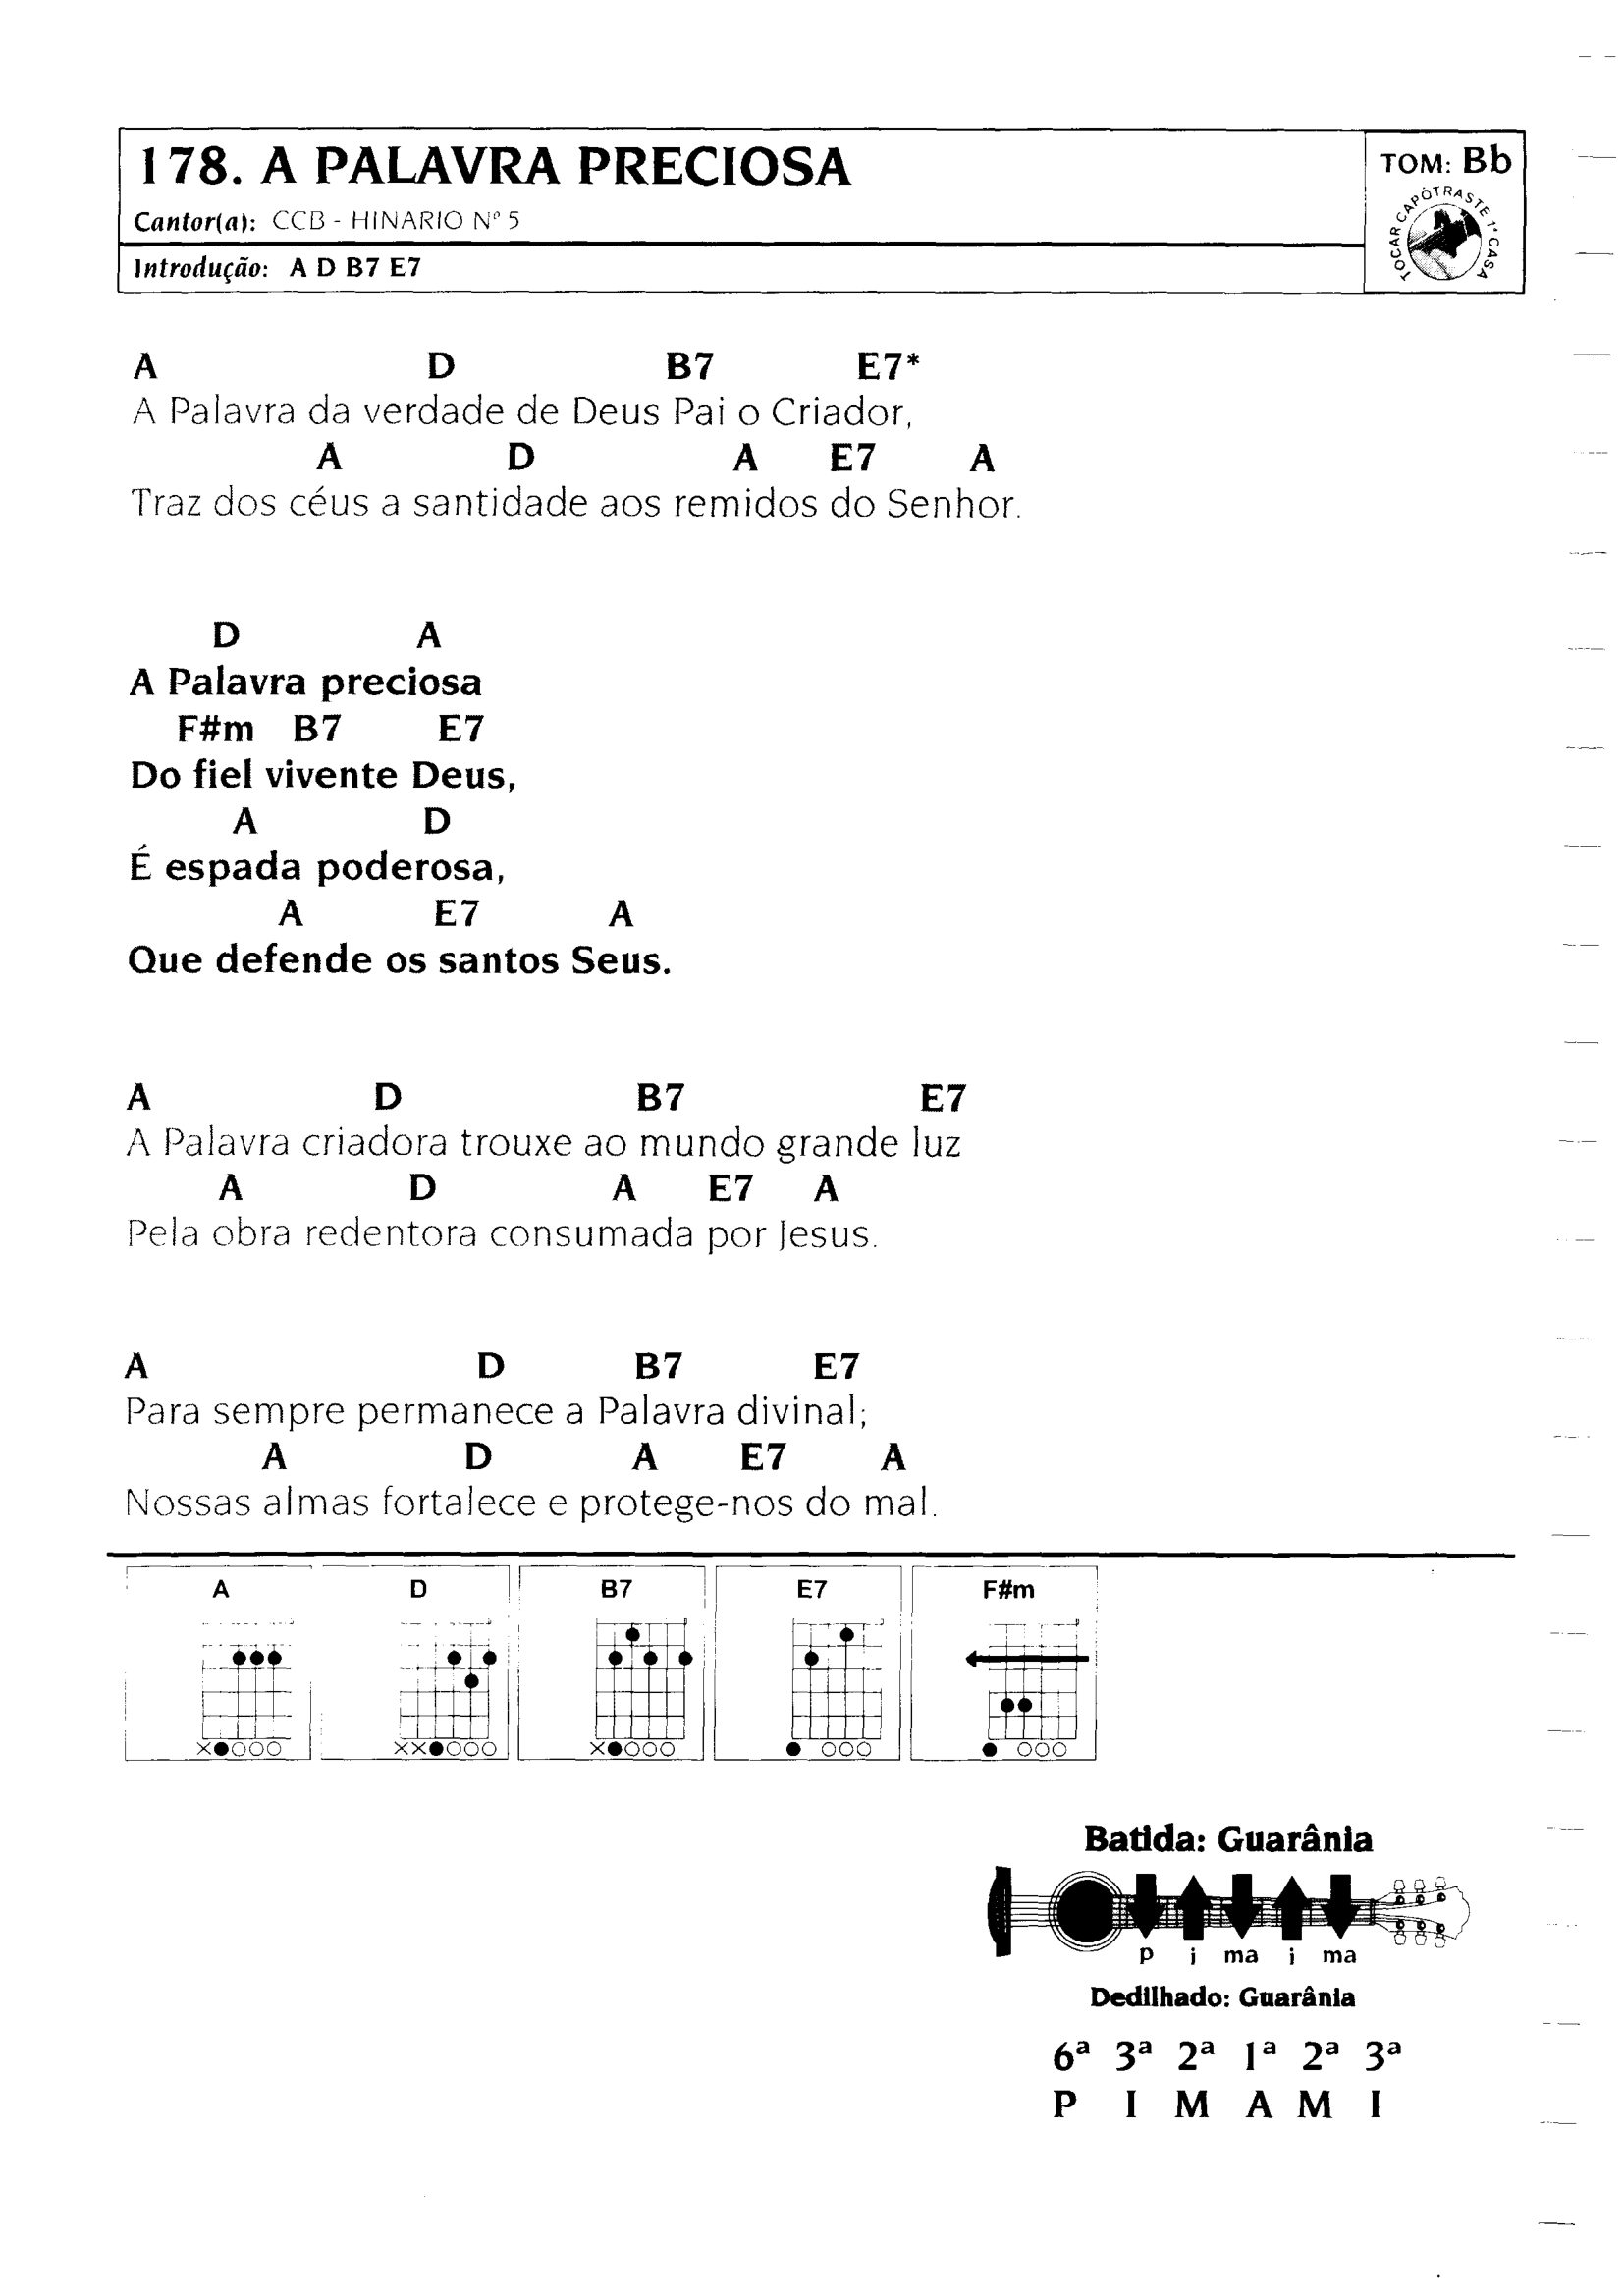 178. A PALAVRA PRECIOSA
TOM: Bb
Cantor(a): CCB - HINARIO Nº 5
TOCAR CAPÓTRASTE 1ª CASA
Introdução: A D B7 E7
A D B7 E7*
A Palavra da verdade de Deus Pai o Criador,
A D A E7 A
Traz dos céus a santidade aos remidos do Senhor.
D A
A Palavra preciosa
F#m B7 E7
Do fiel vivente Deus,
A D
É espada poderosa,
A E7 A
Que defende os santos Seus.
A D B7 E7
A Palavra criadora trouxe ao mundo grande luz
A D A E7 A
Pela obra redentora consumada por Jesus.
A D B7 E7
Para sempre permanece a Palavra divinal;
A D A E7 A
Nossas almas fortalece e protege-nos do mal.
A D B7 E7 F#m
Batida: Guarânia
p i ma i ma
Dedilhado: Guarânia
6ª 3ª 2ª 1ª 2ª 3ª
P I M A M I